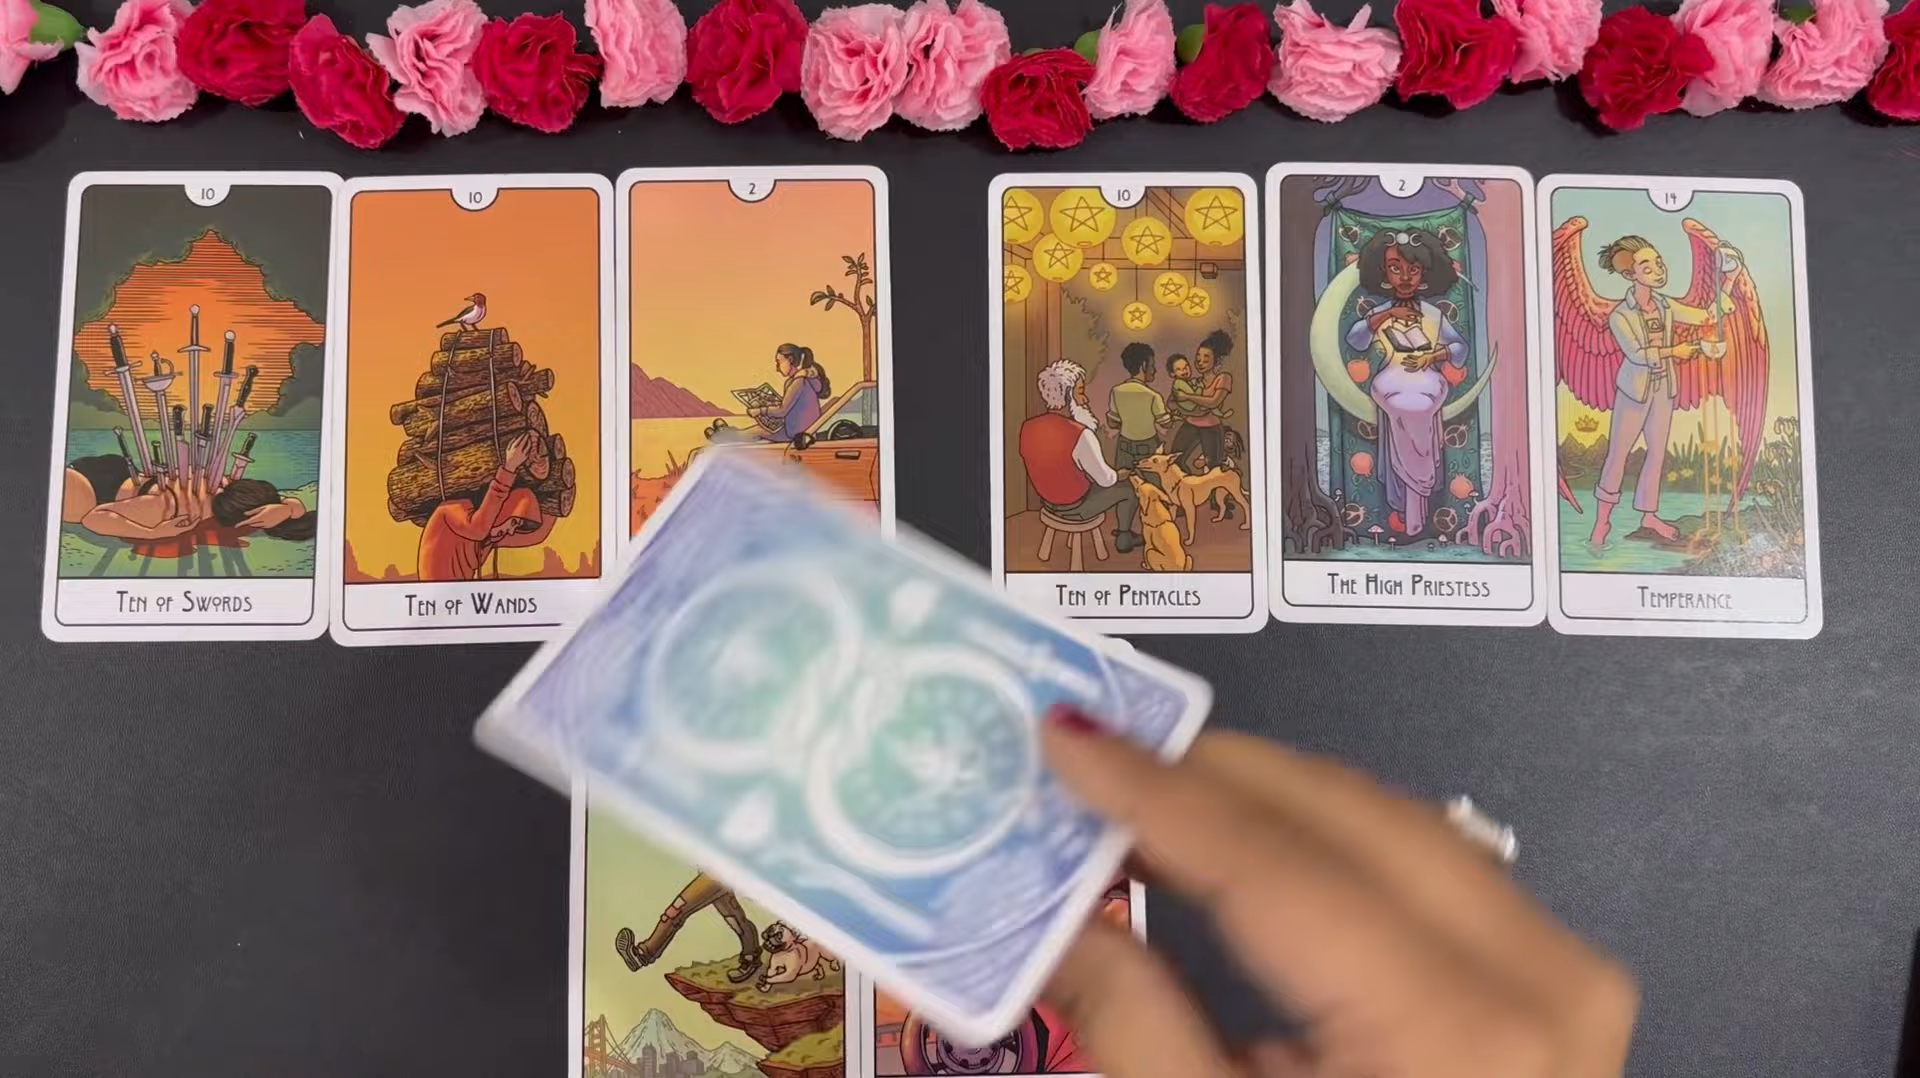 10
10
2
10
2
14
Ten of Swords
Ten of Wands
Ten of Pentacles
The High Priestess
Temperance